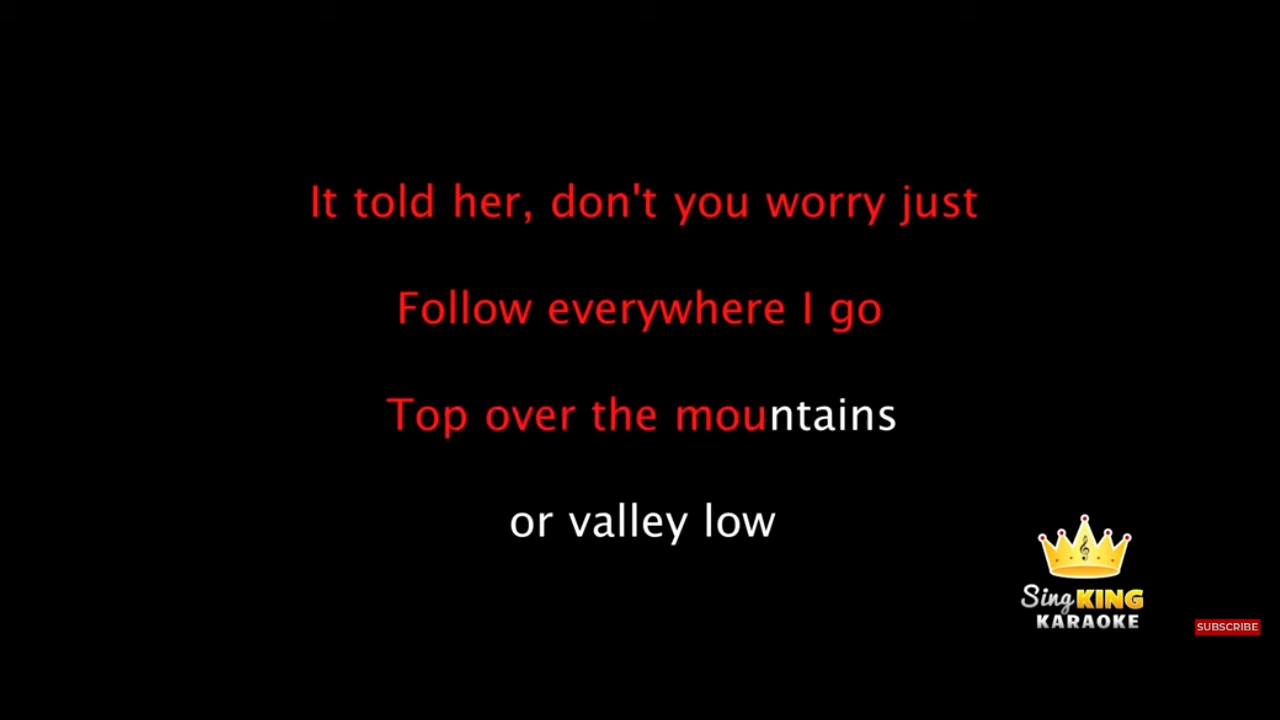 It told her, don't you worry just
Follow everywhere I go
Top over the mountains
or valley low
Sing KING
KARAOKE
SUBSCRIBE